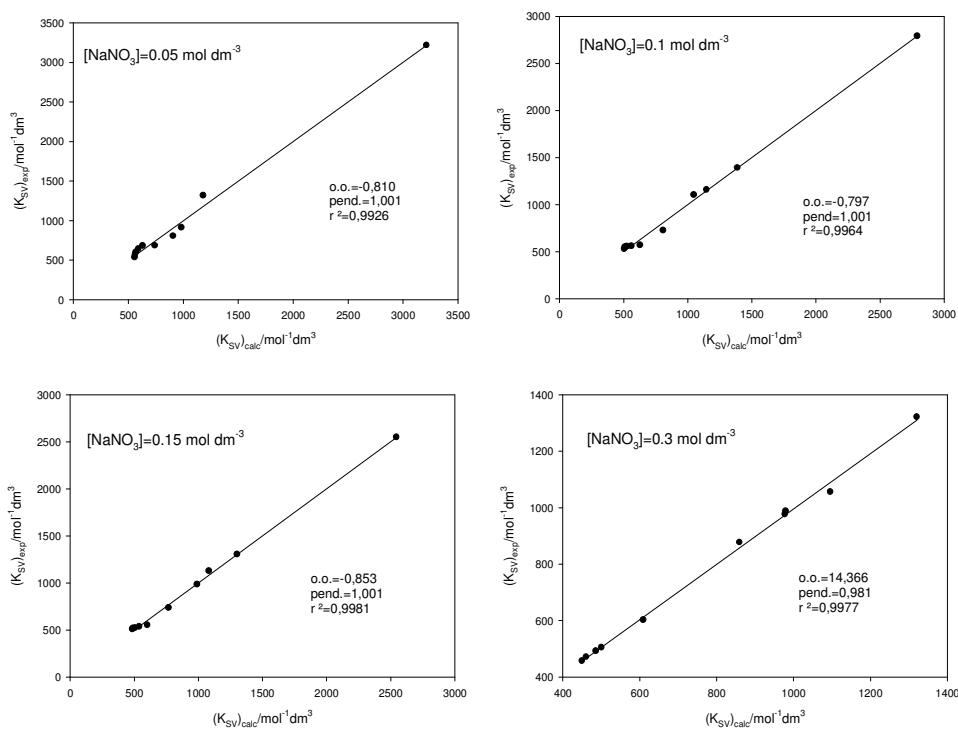 [NaNO3]=0.05 mol dm-3
(KSV)exp/mol-1dm3
3500
3000
2500
2000
1500
1000
500
0
o.o.=-0,810
pend.=1,001
r ²=0,9926
0 500 1000 1500 2000 2500 3000 3500
(KSV)calc/mol-1dm3
[NaNO3]=0.1 mol dm-3
(KSV)exp/mol-1dm3
3000
2500
2000
1500
1000
500
0
o.o.=-0,797
pend=1,001
r ²=0,9964
0 500 1000 1500 2000 2500 3000
(KSV)calc/mol-1dm3
[NaNO3]=0.15 mol dm-3
(KSV)exp/mol-1dm3
3000
2500
2000
1500
1000
500
0
o.o.=-0,853
pend.=1,001
r ²=0,9981
0 500 1000 1500 2000 2500 3000
(KSV)calc/mol-1dm3
[NaNO3]=0.3 mol dm-3
(KSV)exp/mol-1dm3
1400
1200
1000
800
600
400
o.o.=14,366
pend.=0,981
r ²=0,9977
400 600 800 1000 1200 1400
(KSV)calc/mol-1dm3